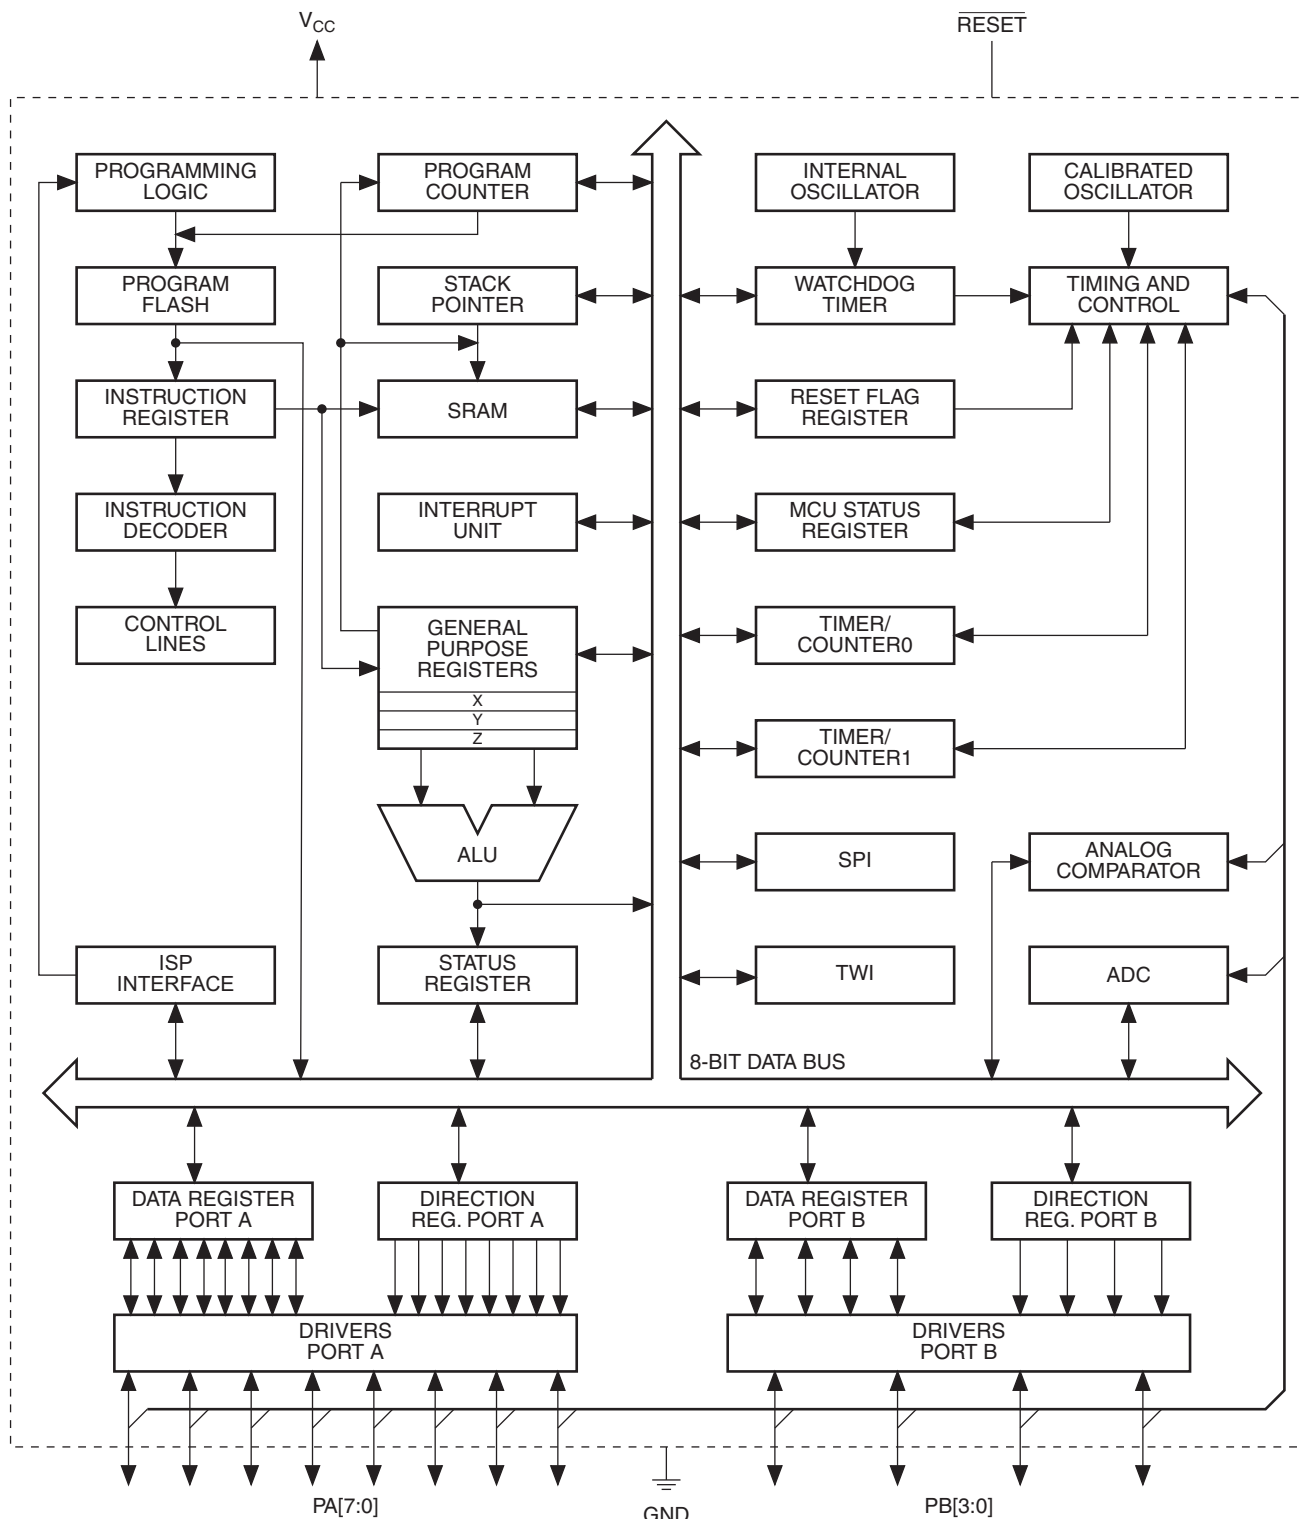 VCC
RESET
PROGRAMMING
LOGIC
PROGRAM
COUNTER
INTERNAL
OSCILLATOR
CALIBRATED
OSCILLATOR
PROGRAM
FLASH
STACK
POINTER
WATCHDOG
TIMER
TIMING AND
CONTROL
INSTRUCTION
REGISTER
SRAM
RESET FLAG
REGISTER
INSTRUCTION
DECODER
INTERRUPT
UNIT
MCU STATUS
REGISTER
CONTROL
LINES
GENERAL
PURPOSE
REGISTERS
X
Y
Z
TIMER/
COUNTER0
TIMER/
COUNTER1
ALU
SPI
ANALOG
COMPARATOR
ISP
INTERFACE
STATUS
REGISTER
TWI
ADC
8-BIT DATA BUS
DATA REGISTER
PORT A
DIRECTION
REG. PORT A
DATA REGISTER
PORT B
DIRECTION
REG. PORT B
DRIVERS
PORT A
DRIVERS
PORT B
PA[7:0]
GND
PB[3:0]